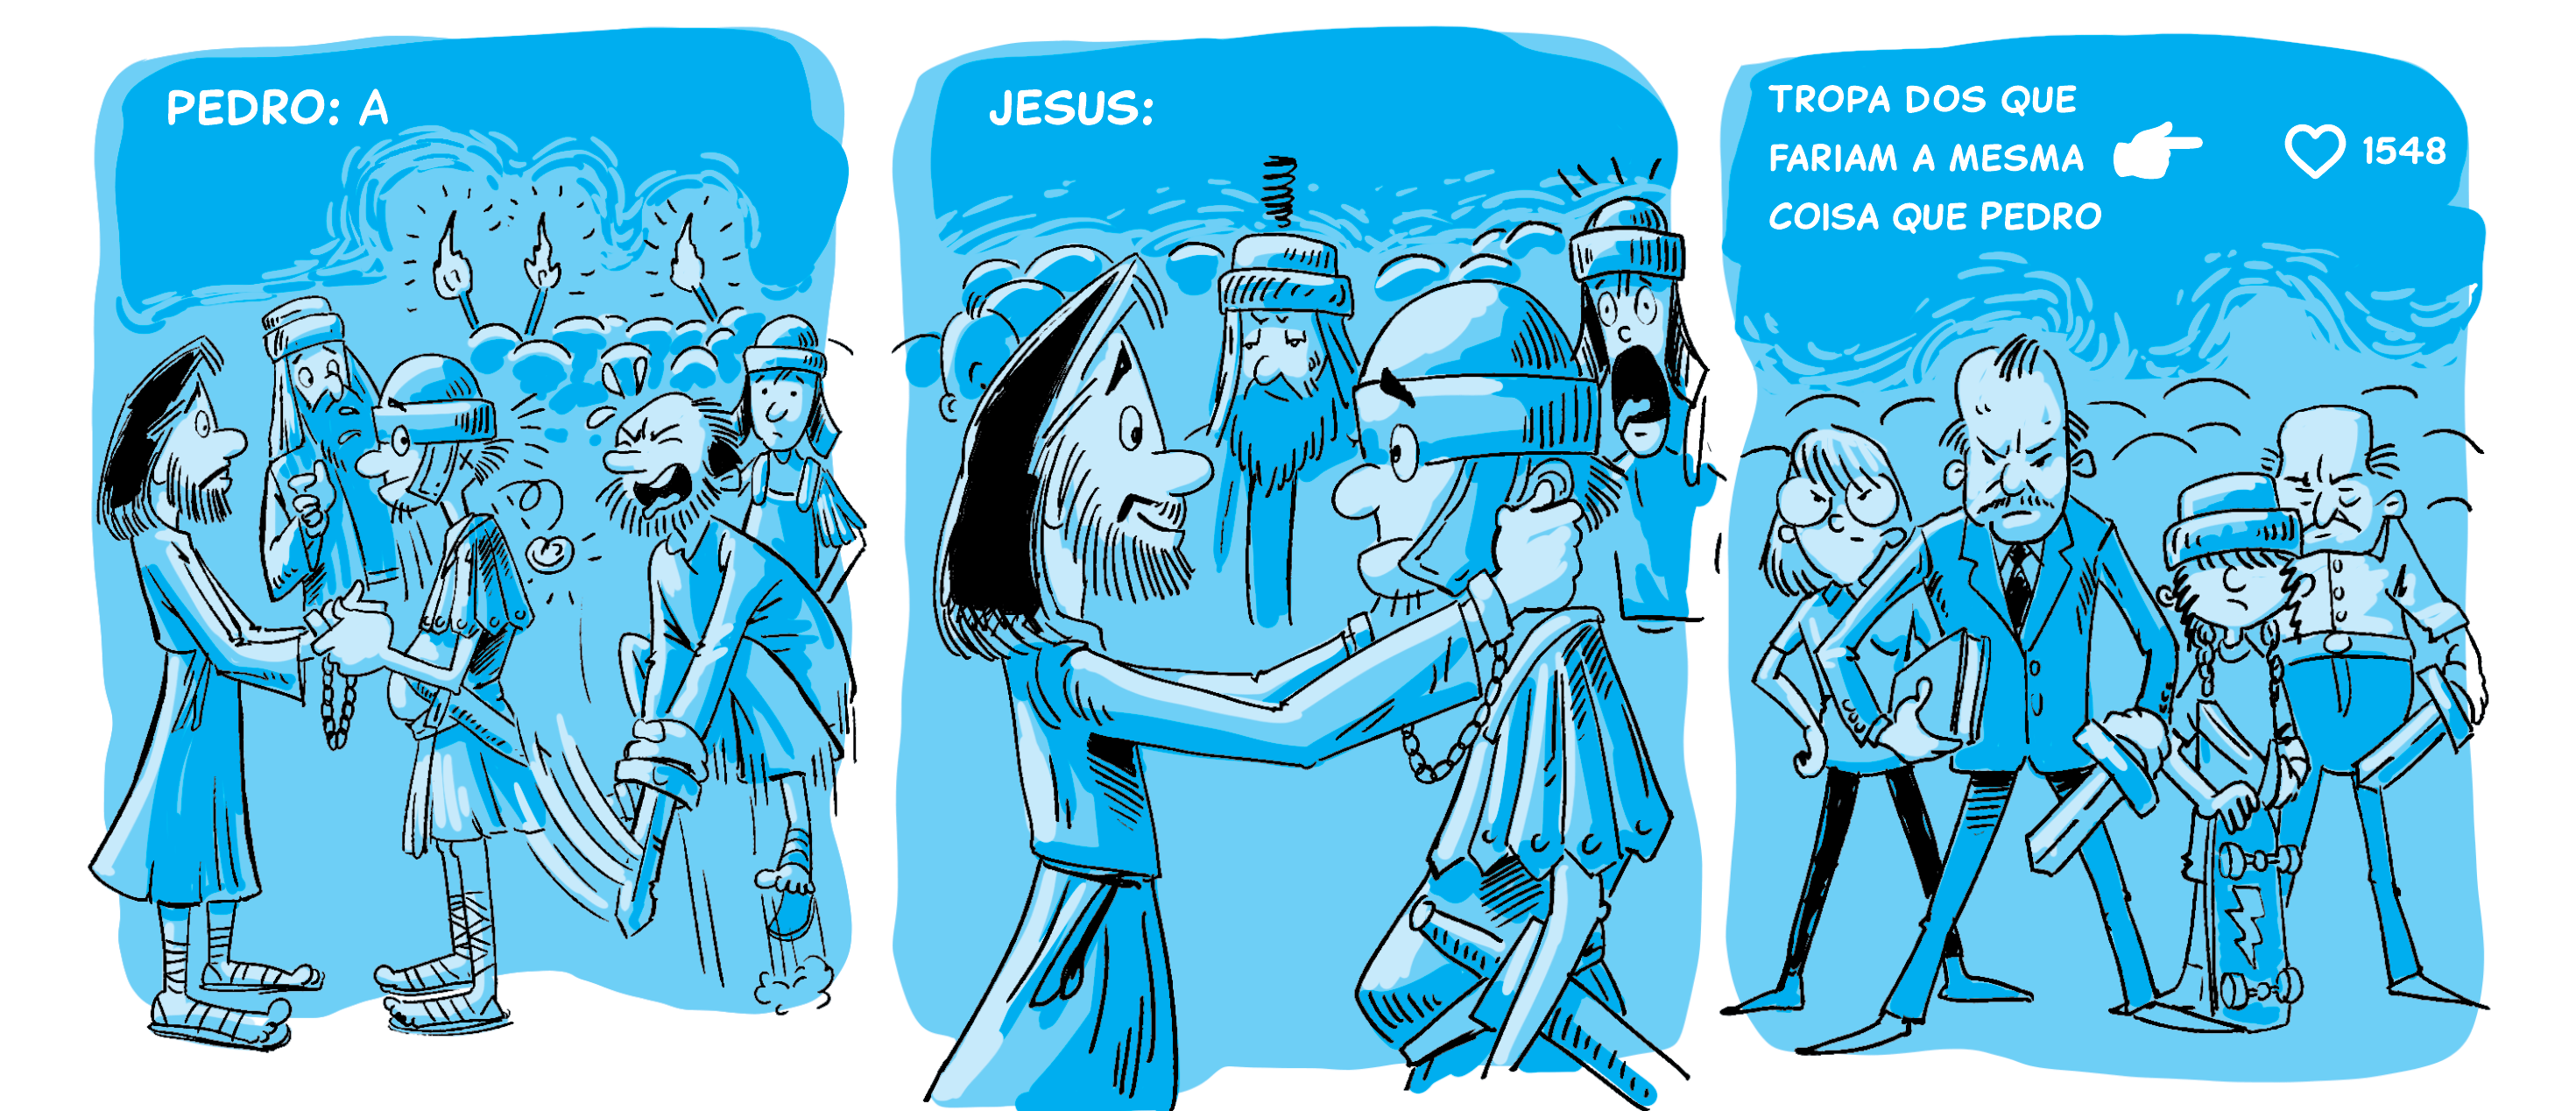 PEDRO: A
JESUS:
TROPA DOS QUE
FARIAM A MESMA
COISA QUE PEDRO
1548